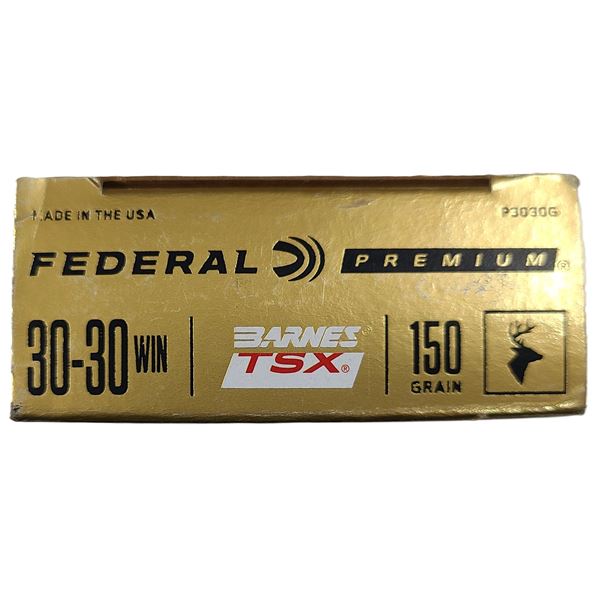 MADE IN THE USA P3030G
FEDERAL PREMIUM®
30-30 WIN BARNES TSX® 150 GRAIN